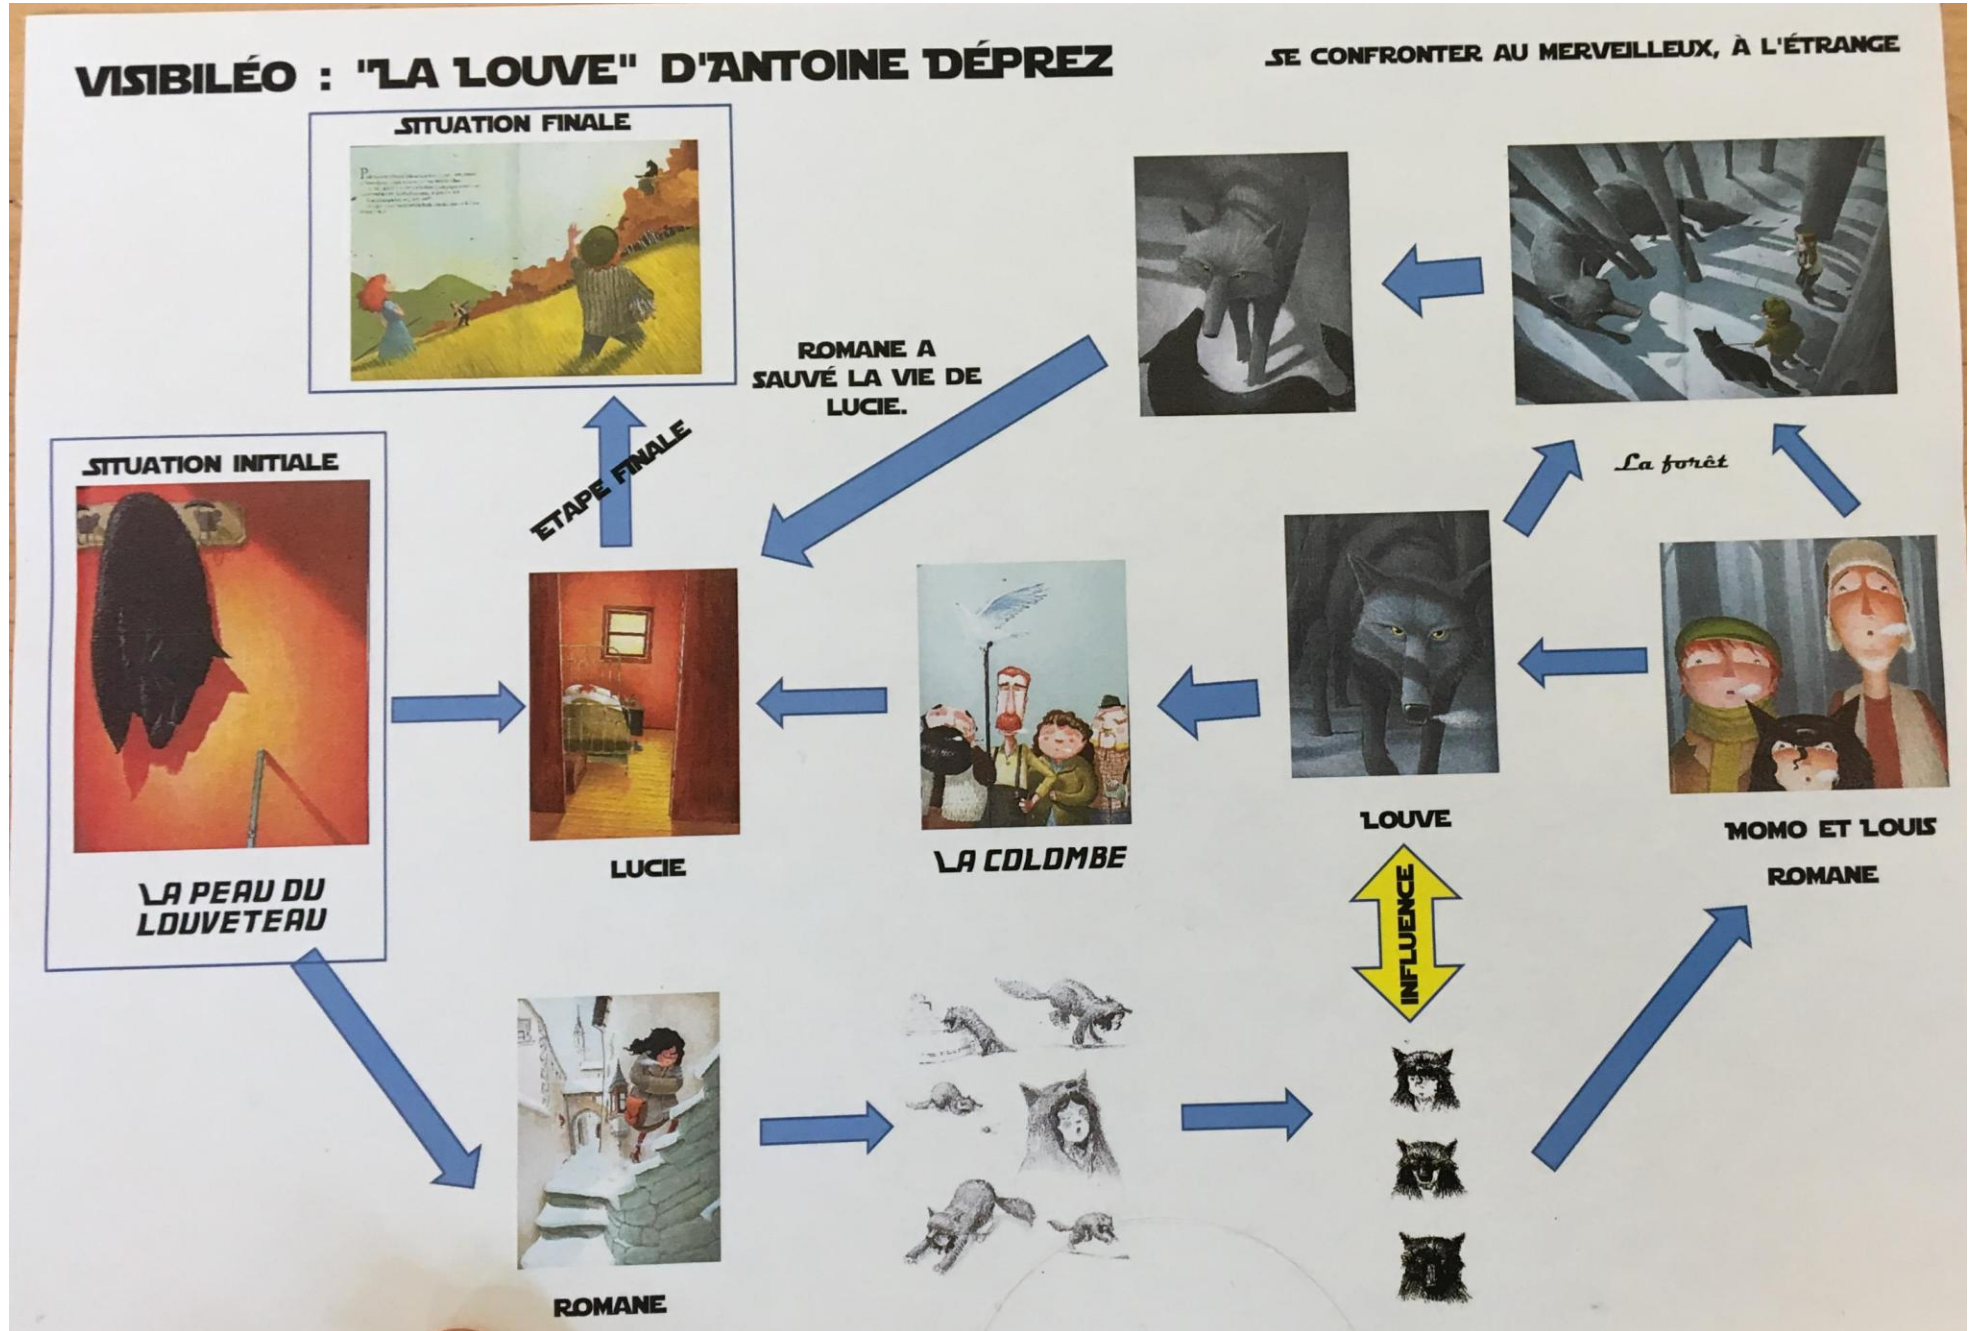 VISIBILÉO : "LA LOUVE" D'ANTOINE DÉPREZ
SE CONFRONTER AU MERVEILLEUX, À L'ÉTRANGE
SITUATION FINALE
ROMANE A
SAUVÉ LA VIE DE
LUCIE.
ETAPE FINALE
SITUATION INITIALE
La forêt
LA PEAU DU
LOUVETEAU
LUCIE
LA COLOMBE
LOUVE
MOMO ET LOUIS
ROMANE
INFLUENCE
ROMANE